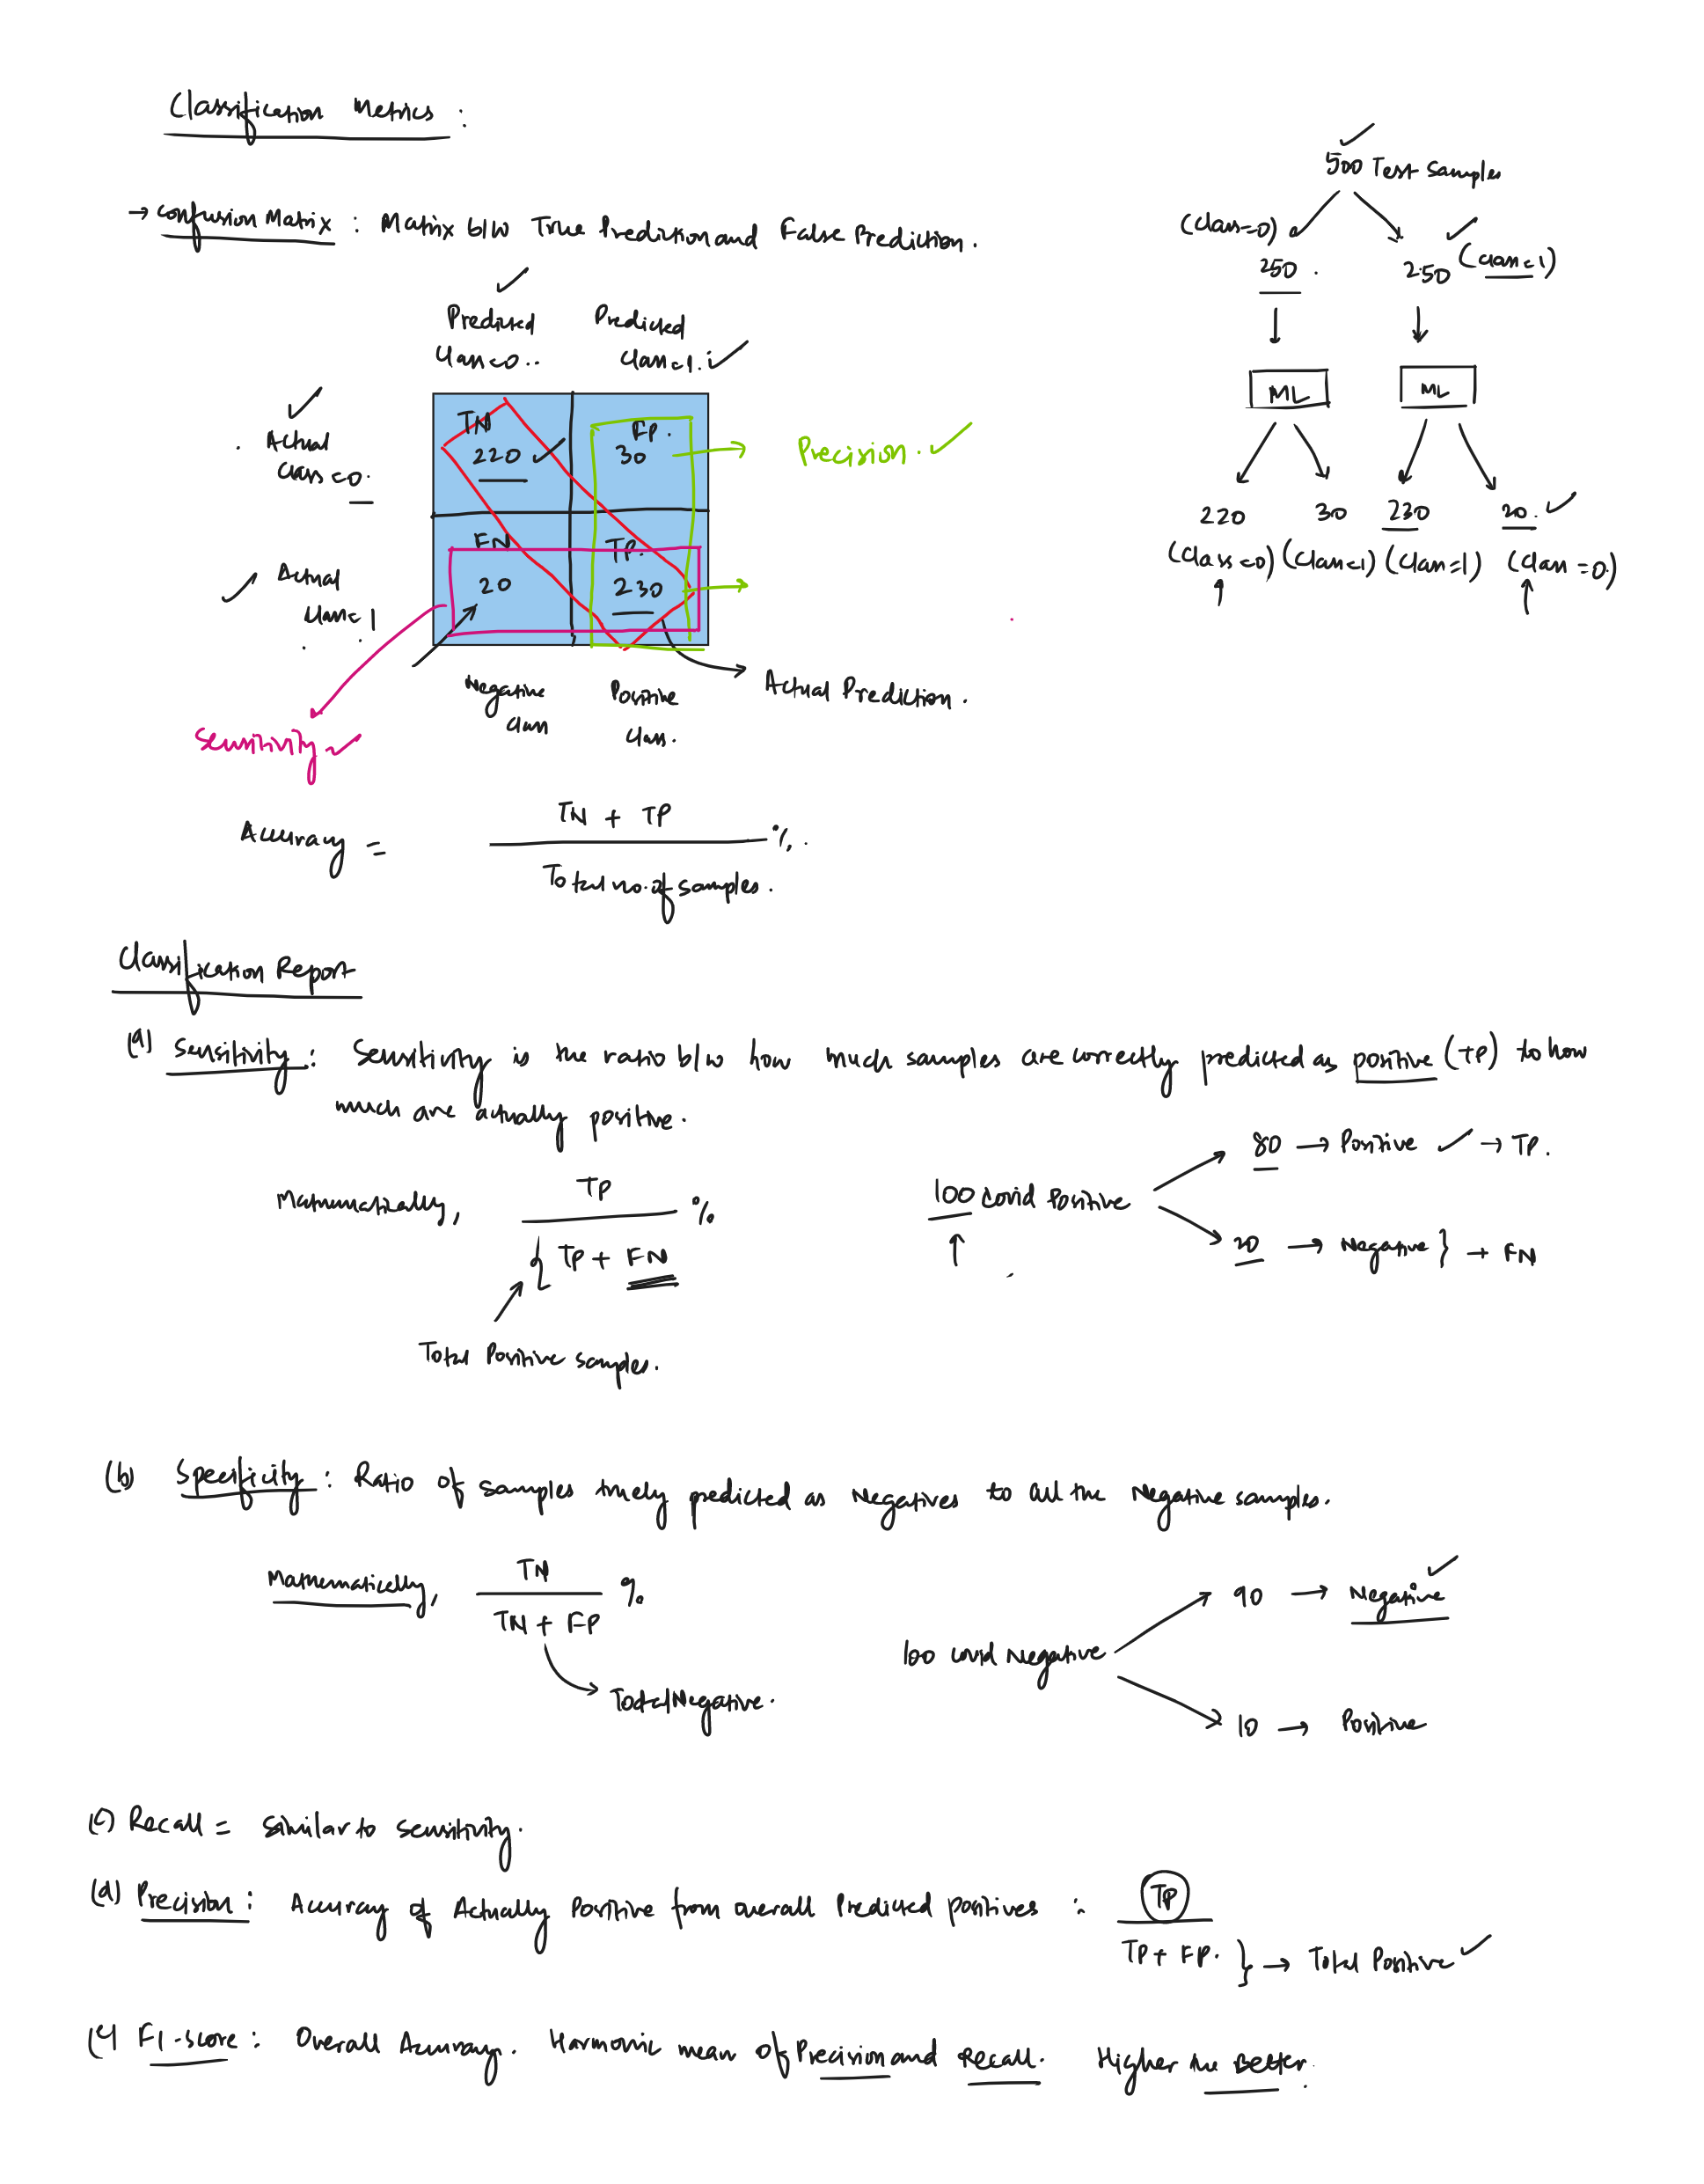 Classification Metrics :
500 Test Samples
→ Confusion Matrix : Matrix b/w True Prediction and False Prediction.
(Class=0) 250
250 (Class=1)
Predicted Class=0
Predicted Class=1
ML ML
Actual Class=0
TN 220
FP. 30
Precision.
220 30 230 20
(Class=0) (Class=1) (Class=1) (Class=0)
Actual Class=1
FN 20
TP. 230
Negative Class
Positive Class.
Actual Prediction.
Sensitivity
Accuracy =
TN + TP %
Total no. of samples.
Classification Report
(a) Sensitivity : Sensitivity is the ratio b/w how much samples are correctly predicted as positive (TP) to how
much are actually positive.
Mathematically,
TP %
TP + FN
Total Positive samples.
100 Covid Positive
80 → Positive → TP.
20 → Negative } → FN
(b) Specificity : Ratio of samples truely predicted as Negatives to all the Negative samples.
Mathematically,
TN %
TN + FP
Total Negative.
100 Covid Negative
90 → Negative
10 → Positive
(c) Recall = Similar to sensitivity.
(d) Precision : Accuracy of Actually Positive from overall Predicted positives :
TP
TP + FP. } → Total Positive
(e) F1-score : Overall Accuracy. Harmonic mean of Precision and Recall. Higher the Better.